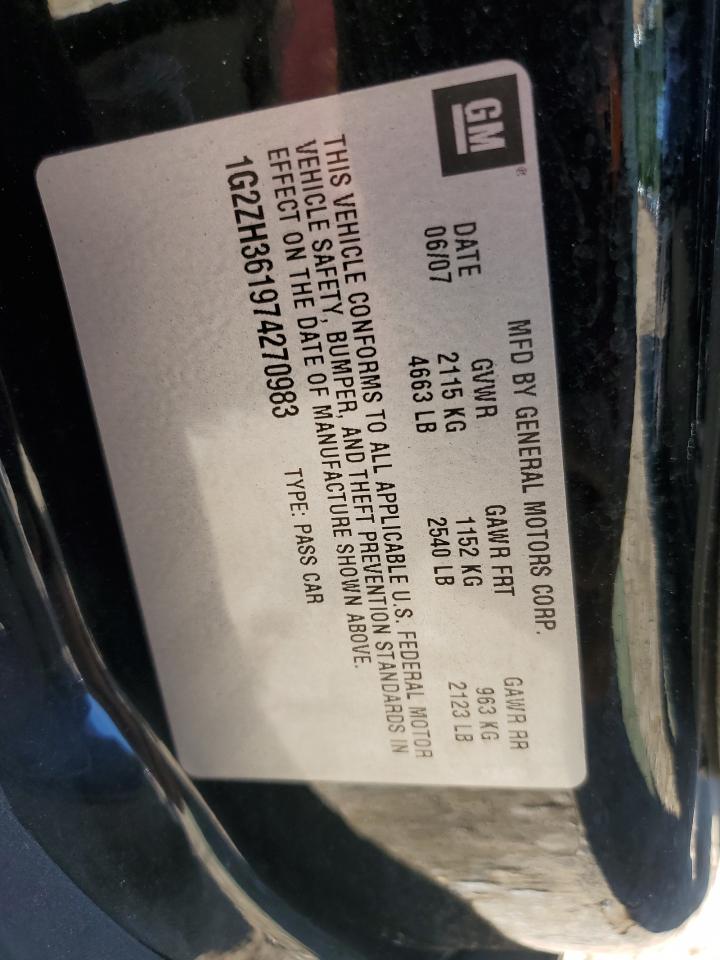 GM®
MFD BY GENERAL MOTORS CORP.
DATE GVWR GAWR FRT GAWR RR
06/07 2115 KG 1152 KG 963 KG
4663 LB 2540 LB 2123 LB
THIS VEHICLE CONFORMS TO ALL APPLICABLE U.S. FEDERAL MOTOR
VEHICLE SAFETY, BUMPER, AND THEFT PREVENTION STANDARDS IN
EFFECT ON THE DATE OF MANUFACTURE SHOWN ABOVE.
1G2ZH361974270983 TYPE: PASS CAR